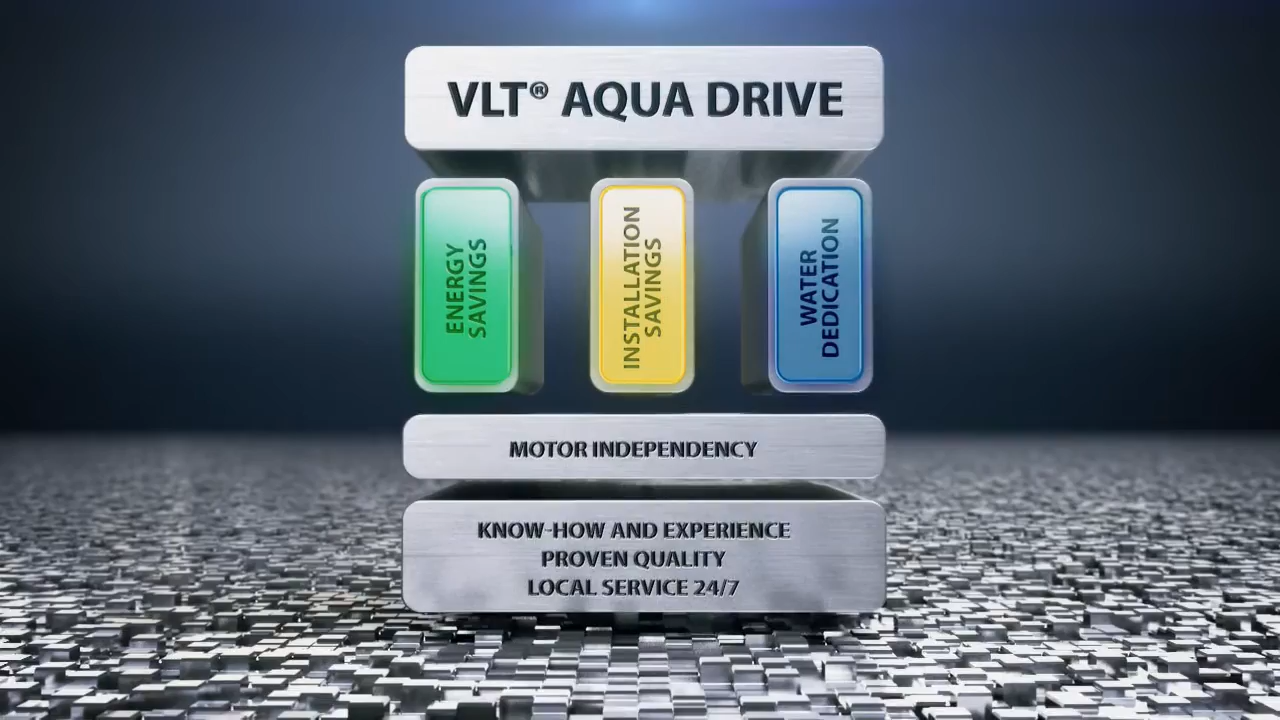 VLT® AQUA DRIVE
ENERGY
SAVINGS
INSTALLATION
SAVINGS
WATER
DEDICATION
MOTOR INDEPENDENCY
KNOW-HOW AND EXPERIENCE
PROVEN QUALITY
LOCAL SERVICE 24/7